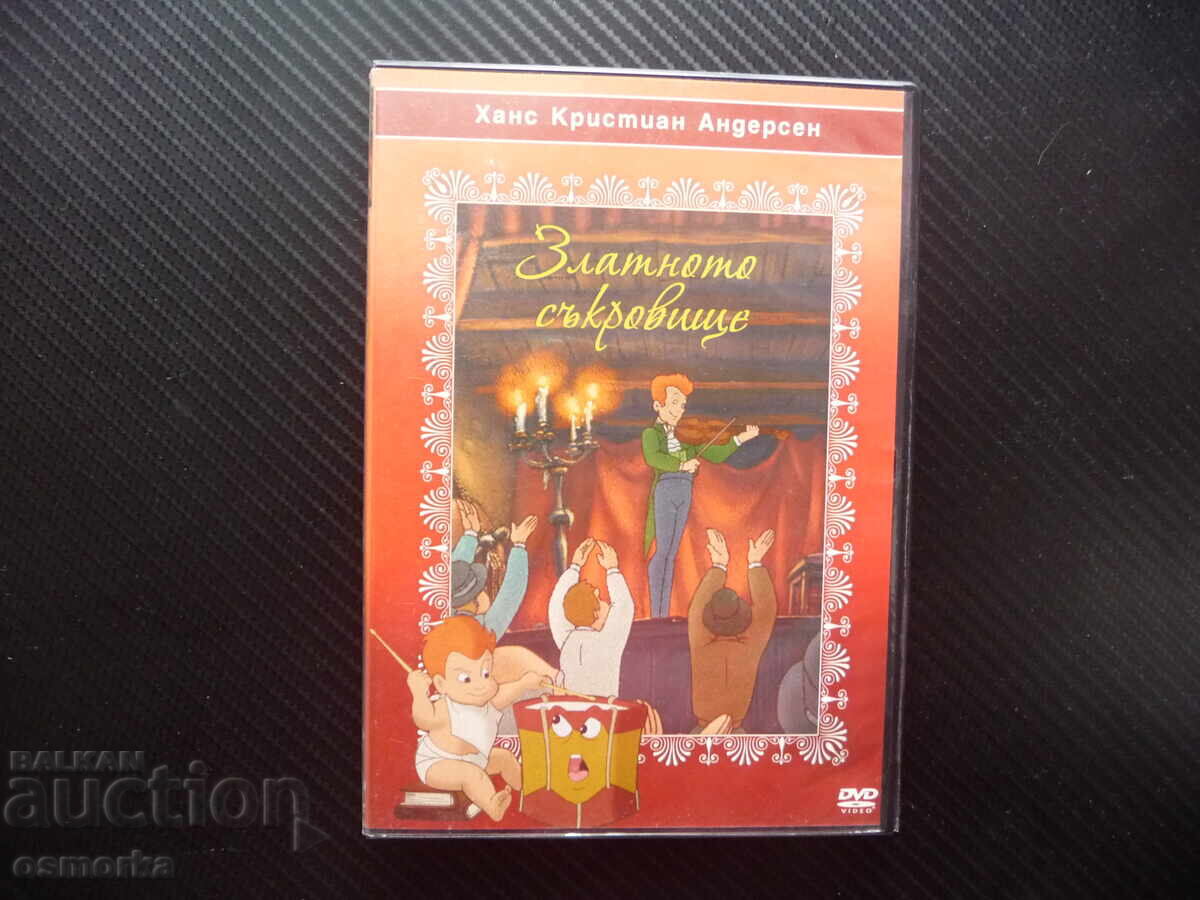 Ханс Кристиан Андерсен
Златното
съкровище
DVD
VIDEO
BALKAN
auction
osmorka